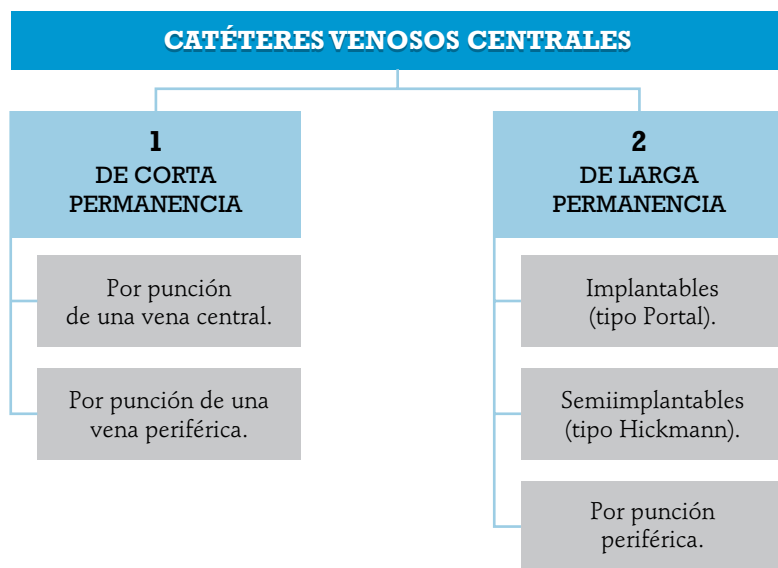 CATÉTERES VENOSOS CENTRALES
1
DE CORTA
PERMANENCIA
Por punción
de una vena central.
Por punción de una
vena periférica.
2
DE LARGA
PERMANENCIA
Implantables
(tipo Portal).
Semiimplantables
(tipo Hickmann).
Por punción
periférica.